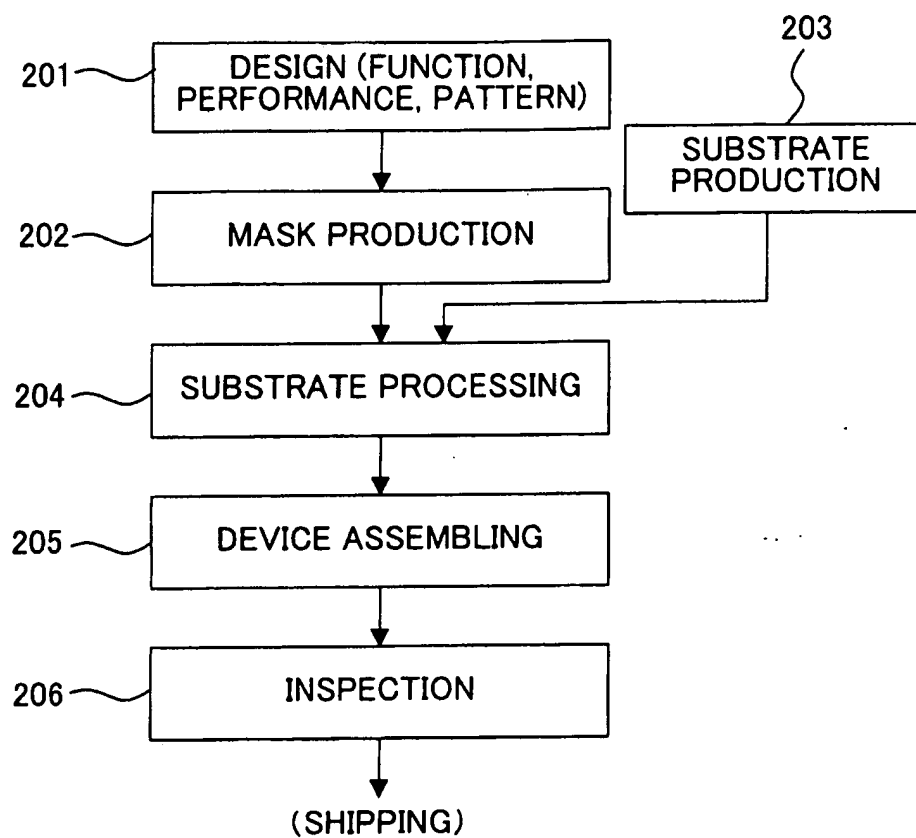 203
201
DESIGN (FUNCTION,
PERFORMANCE, PATTERN)
SUBSTRATE
PRODUCTION
202
MASK PRODUCTION
204
SUBSTRATE PROCESSING
205
DEVICE ASSEMBLING
206
INSPECTION
(SHIPPING)